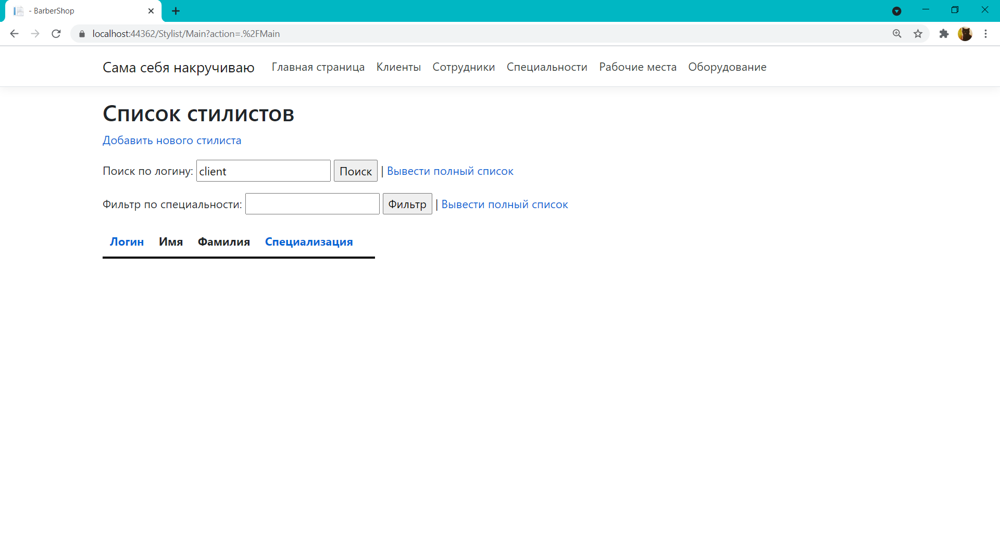 - BarberShop
localhost:44362/Stylist/Main?action=.%2FMain
Сама себя накручиваю Главная страница Клиенты Сотрудники Специальности Рабочие места Оборудование
Список стилистов
Добавить нового стилиста
Поиск по логину: client Поиск | Вывести полный список
Фильтр по специальности: Фильтр | Вывести полный список
Логин Имя Фамилия Специализация